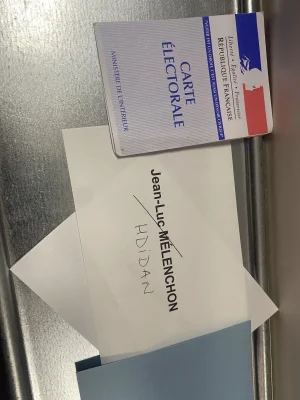 Liberté • Égalité • Fraternité
RÉPUBLIQUE FRANÇAISE
CARTE
ÉLECTORALE
MINISTÈRE DE L'INTÉRIEUR
Jean-Luc MÉLENCHON
HDIDAN